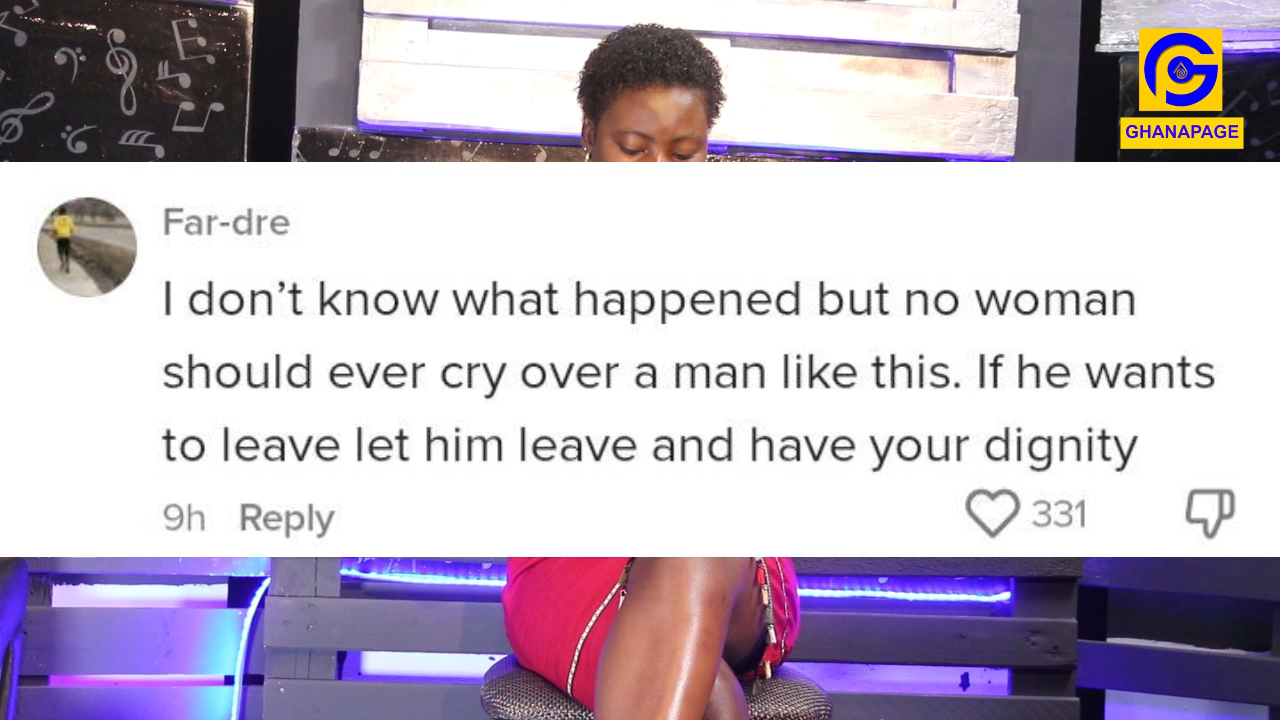 GHANAPAGE
Far-dre
I don’t know what happened but no woman
should ever cry over a man like this. If he wants
to leave let him leave and have your dignity
9h Reply 331